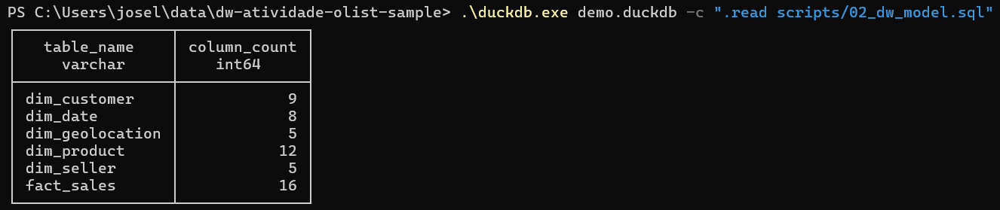 PS C:\Users\josel\data\dw-atividade-olist-sample> .\duckdb.exe demo.duckdb -c ".read scripts/02_dw_model.sql"
table_name column_count
varchar int64
dim_customer 9
dim_date 8
dim_geolocation 5
dim_product 12
dim_seller 5
fact_sales 16